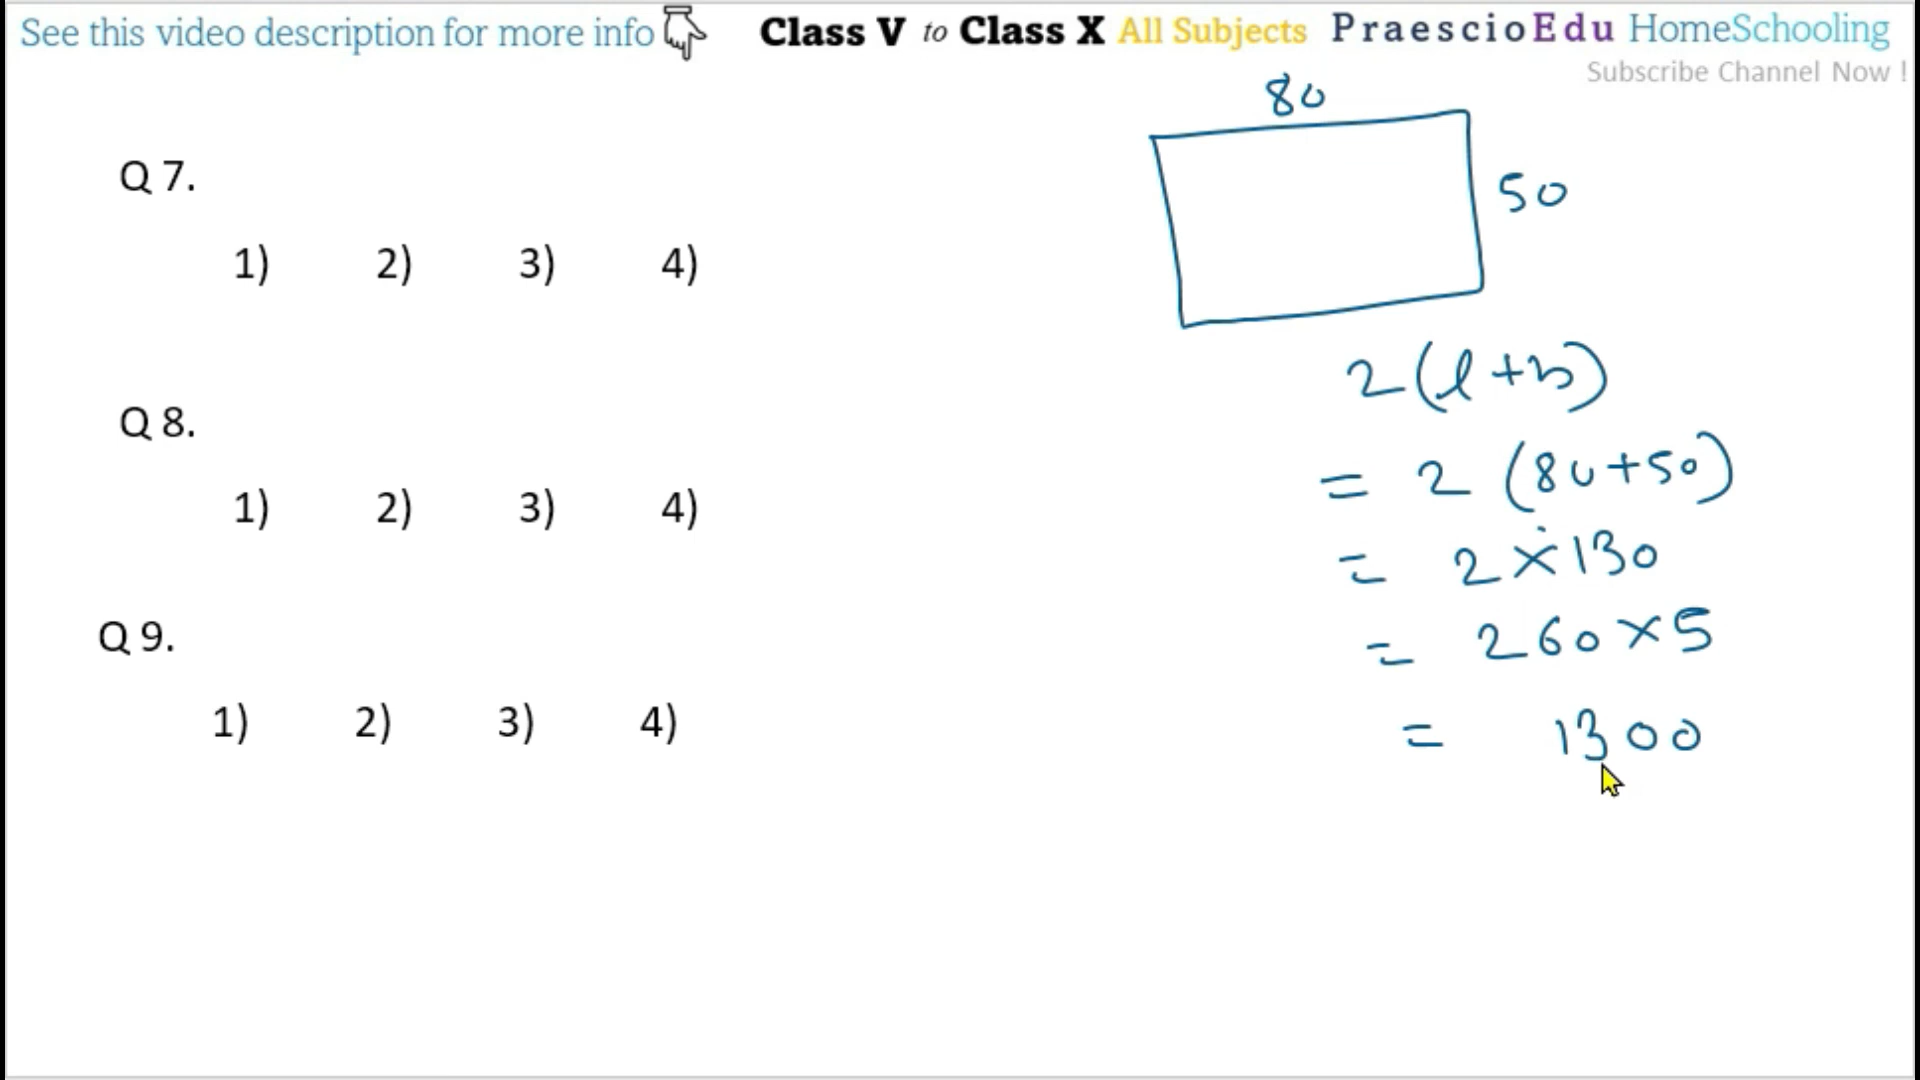 See this video description for more info Class V to Class X All Subjects PraescioEdu HomeSchooling
Subscribe Channel Now !
80
Q 7.
50
1) 2) 3) 4)
2(l+b)
Q 8.
= 2 (80+50)
1) 2) 3) 4)
= 2×130
Q 9.
= 260×5
1) 2) 3) 4)
= 1300